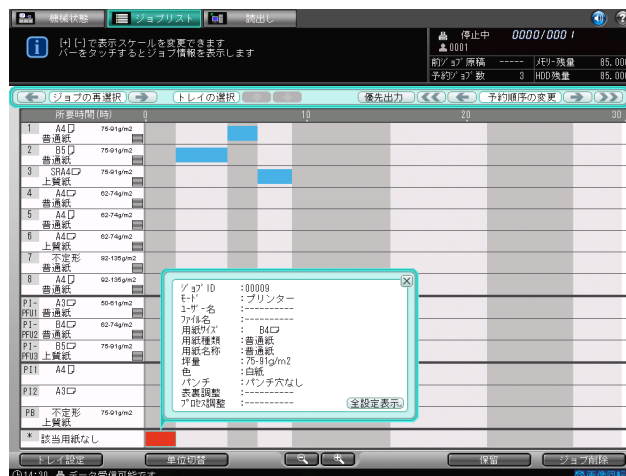 機械状態 ジョブリスト 読出し
[+] [-]で表示スケールを変更できます
バーをタッチするとジョブ情報を表示します
停止中 0000/0001
0001
前ジョブ原稿 ----- メモリ-残量 85.00
予約ジョブ数 3 HDD残量 85.00
ジョブの再選択 トレイの選択 優先出力 予約順序の変更
所要時間(時) 0 10 20 30
1 A4 75-91g/m2
普通紙
2 B5 75-91g/m2
普通紙
3 SRA4 75-91g/m2
上質紙
4 A4 62-74g/m2
普通紙
5 A4 62-74g/m2
普通紙
6 A4 62-74g/m2
上質紙
7 不定形 92-135g/m2
普通紙
8 A4 92-135g/m2
普通紙
PI-PFU1 A3 50-61g/m2
普通紙
PI-PFU2 B4 62-74g/m2
普通紙
PI-PFU3 B5 75-91g/m2
上質紙
PI1 A4
PI2 A3
PB 不定形 75-91g/m2
上質紙
* 該当用紙なし
ジョブID :00009
モード :プリンター
ユーザー名 :----------
ファイル名 :----------
用紙サイズ : B4
用紙種類 :普通紙
用紙名称 :普通紙
坪量 :75-91g/m2
色 :白紙
パンチ :パンチ穴なし
表裏調整 :----------
プロセス調整 :----------
全設定表示
トレイ設定 単位切替 保留 ジョブ削除
14:20 データ受信可能です 画像回転